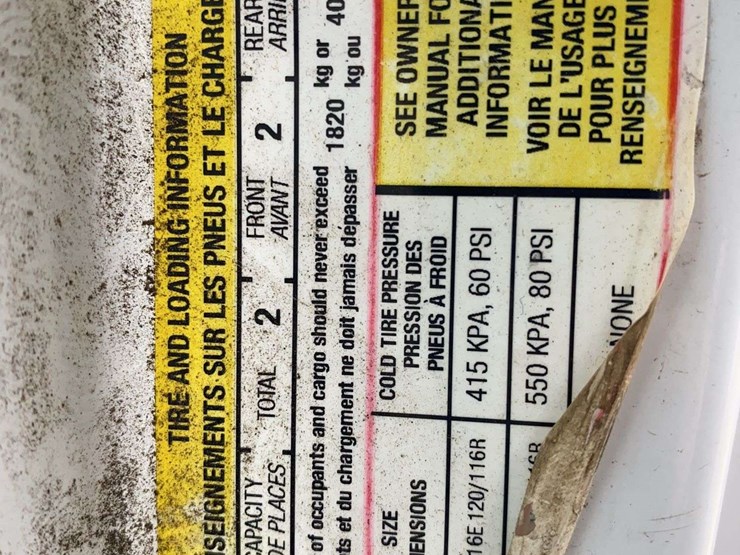 TIRE AND LOADING INFORMATION
SEIGNEMENTS SUR LES PNEUS ET LE CHARGE
CAPACITY TOTAL 2 FRONT 2 REAR
DE PLACES AVANT ARRI
of occupants and cargo should never exceed 1820 kg or 40
ts et du chargement ne doit jamais dépasser kg ou
SIZE
ENSIONS
COLD TIRE PRESSURE
PRESSION DES
PNEUS À FROID
16E 120/116R 415 KPA, 60 PSI
16R 550 KPA, 80 PSI
NONE
SEE OWNER
MANUAL FO
ADDITIONA
INFORMATI
VOIR LE MAN
DE L'USAGE
POUR PLUS
RENSEIGNEM